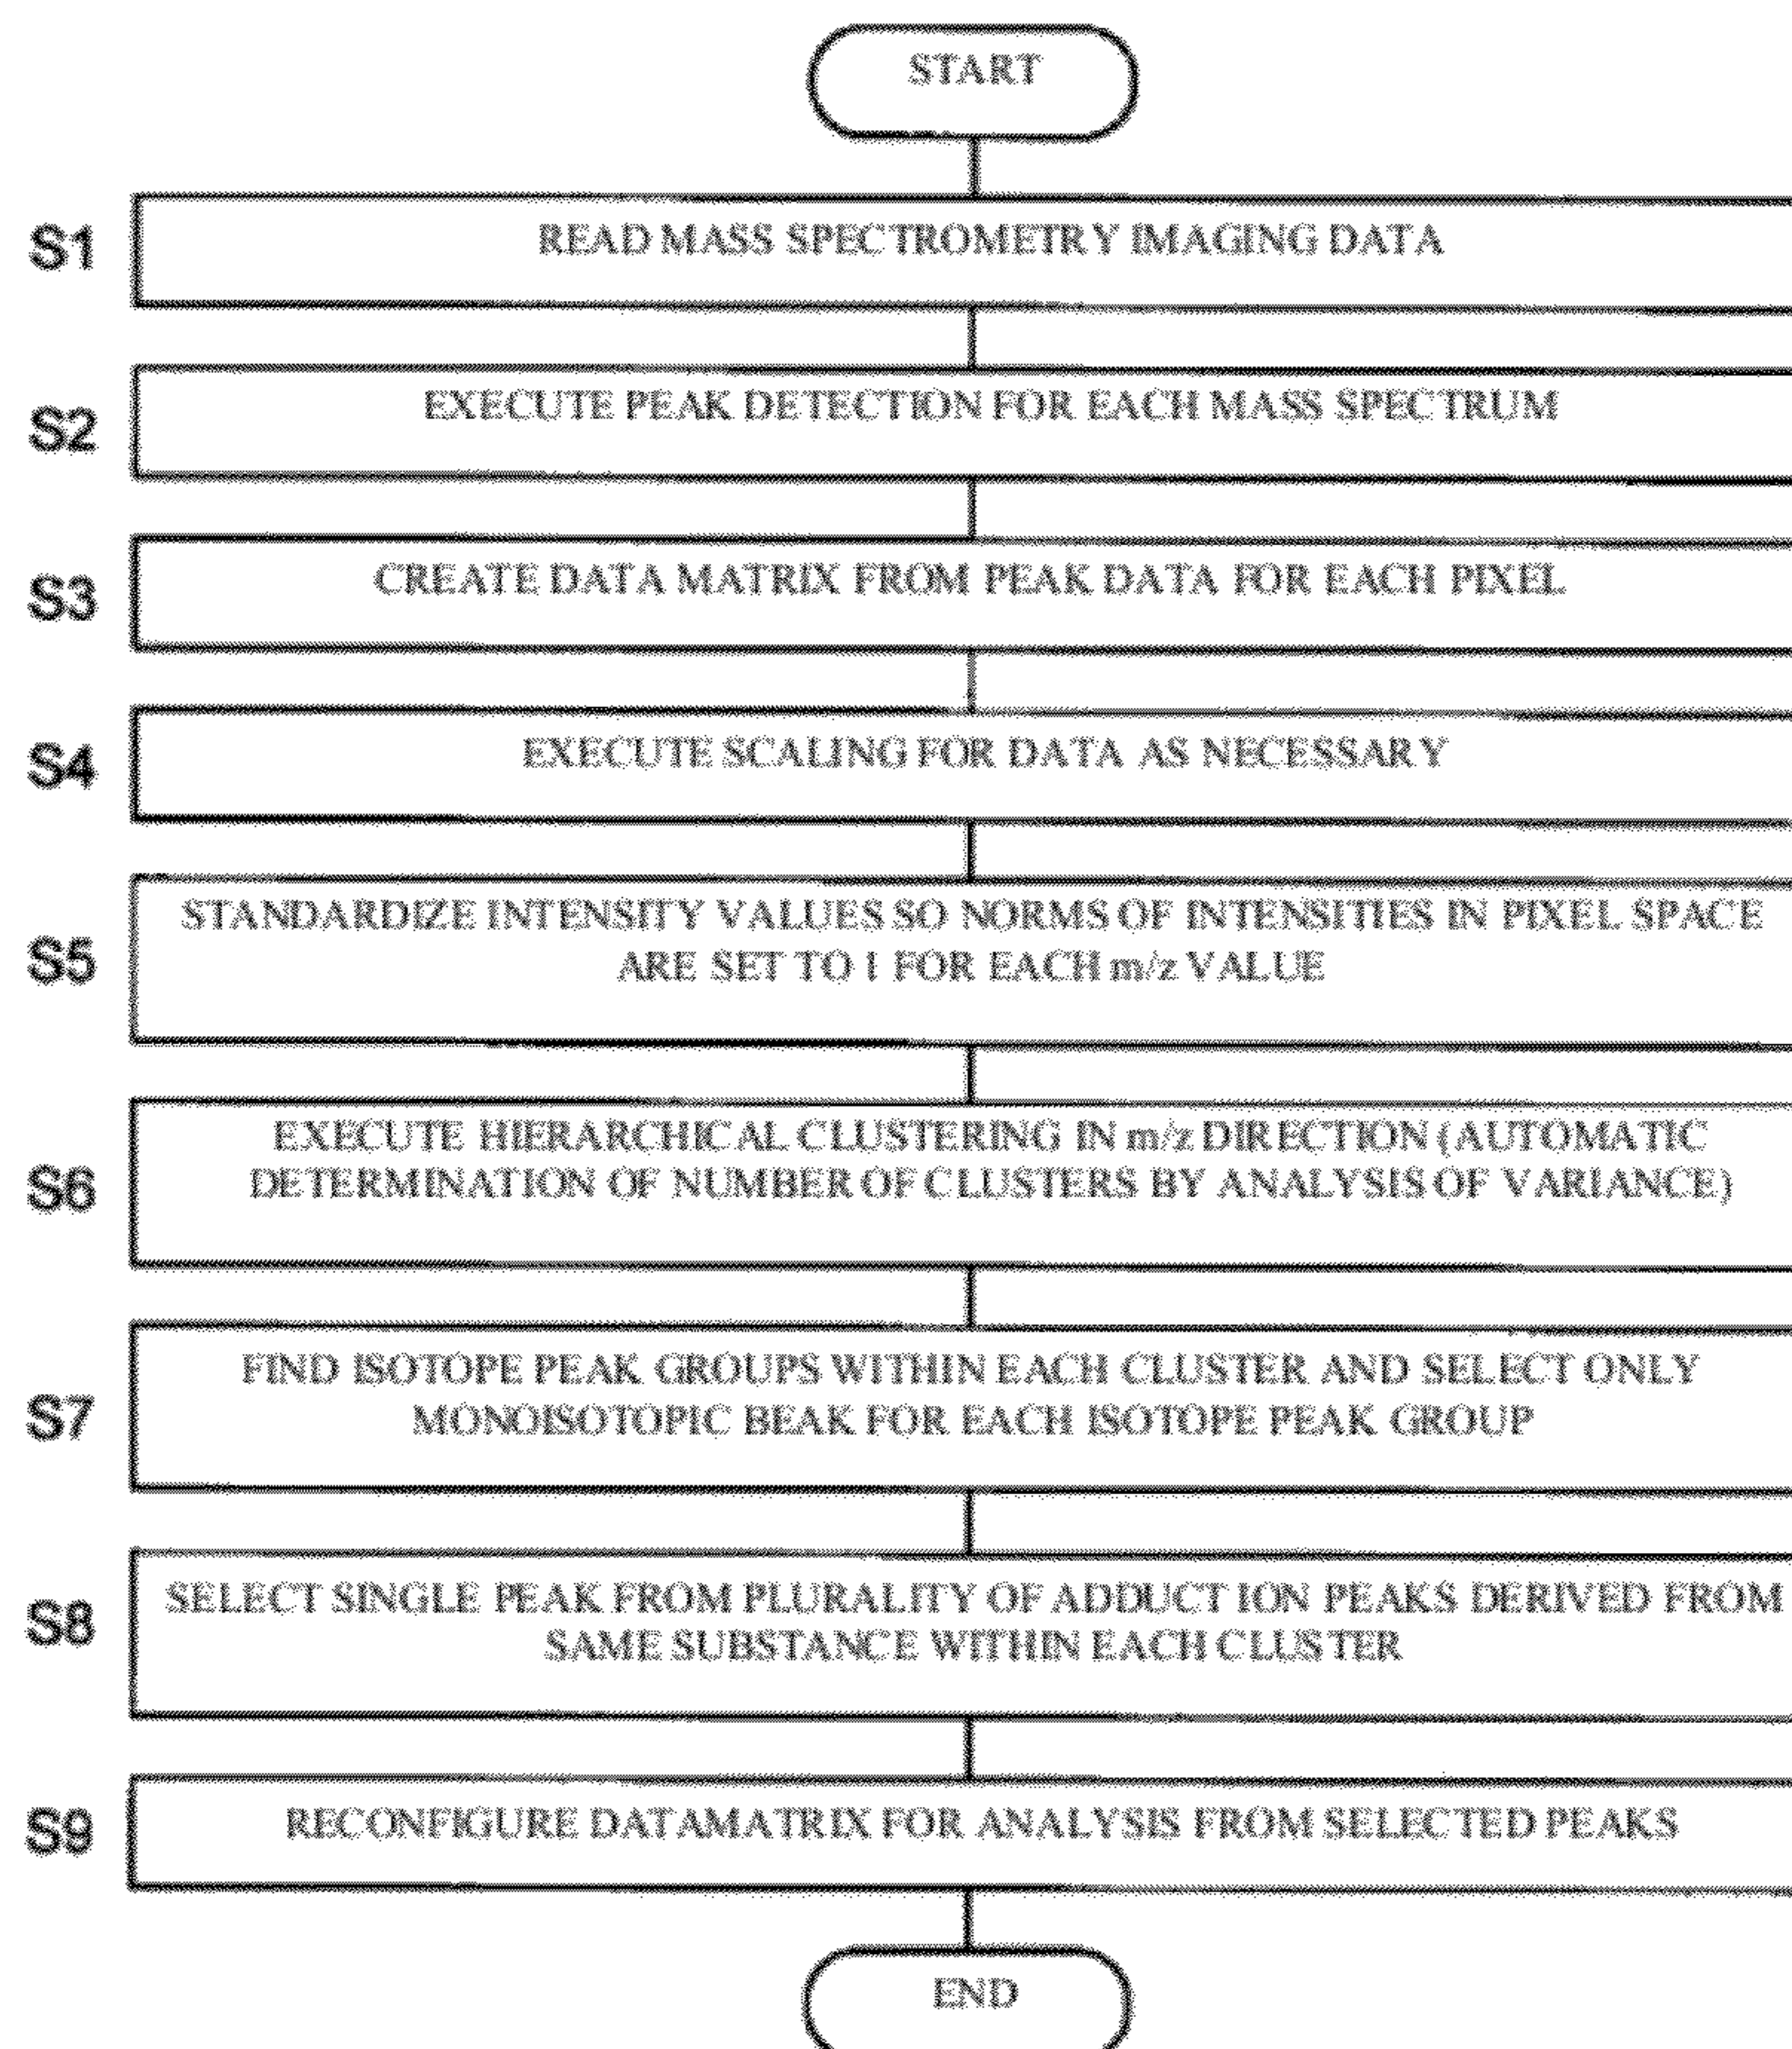 START
S1
READ MASS SPECTROMETRY IMAGING DATA
S2
EXECUTE PEAK DETECTION FOR EACH MASS SPECTRUM
S3
CREATE DATA MATRIX FROM PEAK DATA FOR EACH PIXEL
S4
EXECUTE SCALING FOR DATA AS NECESSARY
S5
STANDARDIZE INTENSITY VALUES SO NORMS OF INTENSITIES IN PIXEL SPACE
ARE SET TO 1 FOR EACH m/z VALUE
S6
EXECUTE HIERARCHICAL CLUSTERING IN m/z DIRECTION (AUTOMATIC
DETERMINATION OF NUMBER OF CLUSTERS BY ANALYSIS OF VARIANCE)
S7
FIND ISOTOPE PEAK GROUPS WITHIN EACH CLUSTER AND SELECT ONLY
MONOISOTOPIC BEAK FOR EACH ISOTOPE PEAK GROUP
S8
SELECT SINGLE PEAK FROM PLURALITY OF ADDUCT ION PEAKS DERIVED FROM
SAME SUBSTANCE WITHIN EACH CLUSTER
S9
RECONFIGURE DATAMATRIX FOR ANALYSIS FROM SELECTED PEAKS
END